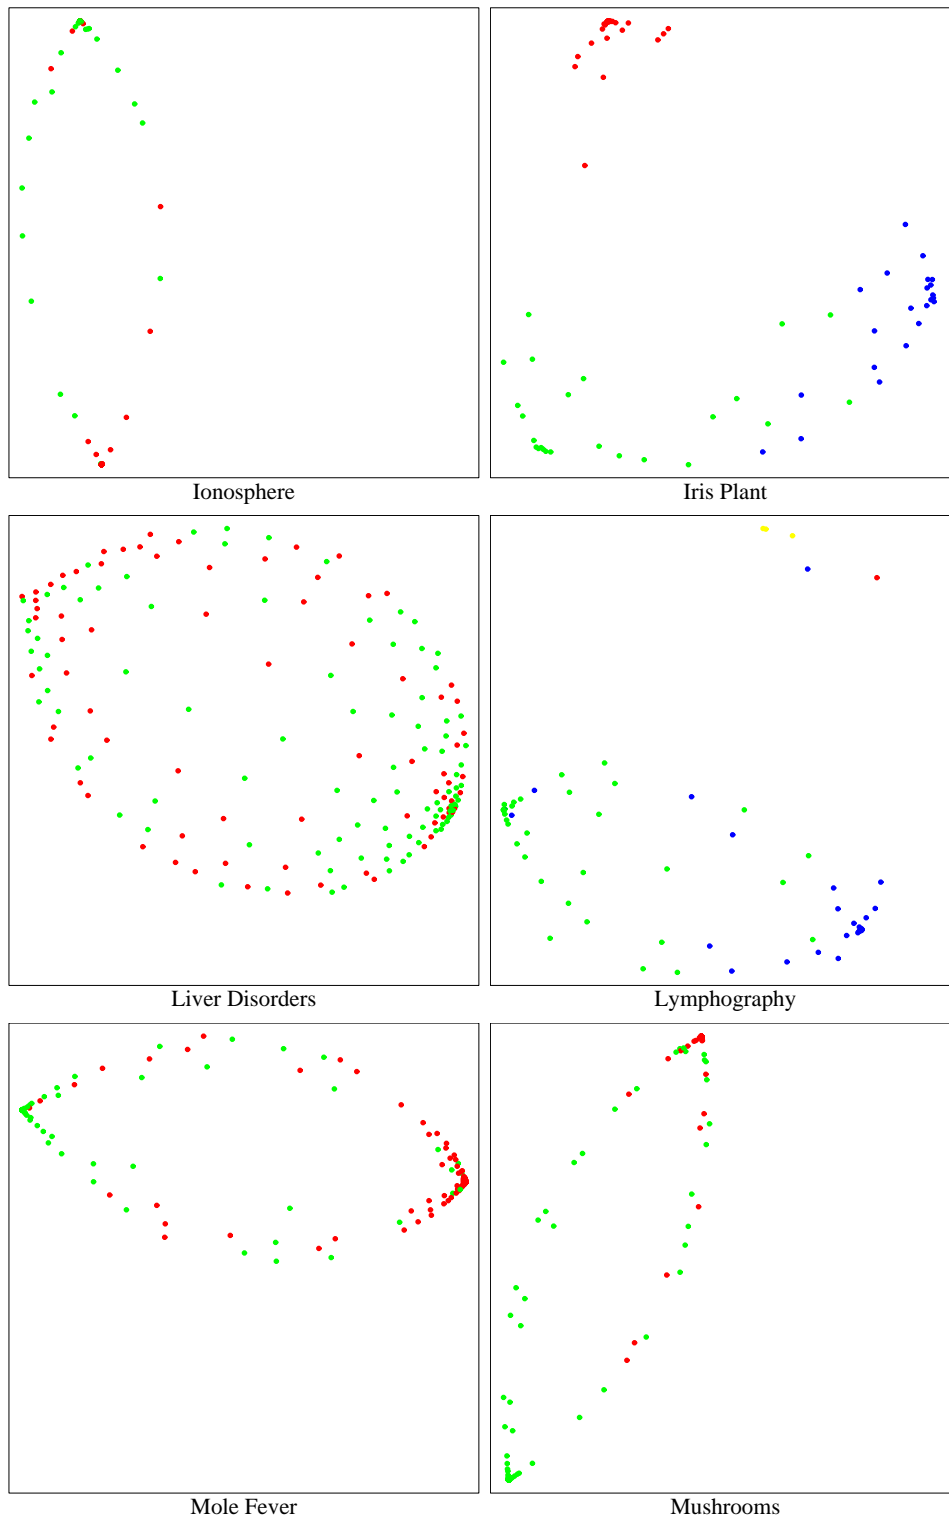 Ionosphere
Iris Plant
Liver Disorders
Lymphography
Mole Fever
Mushrooms